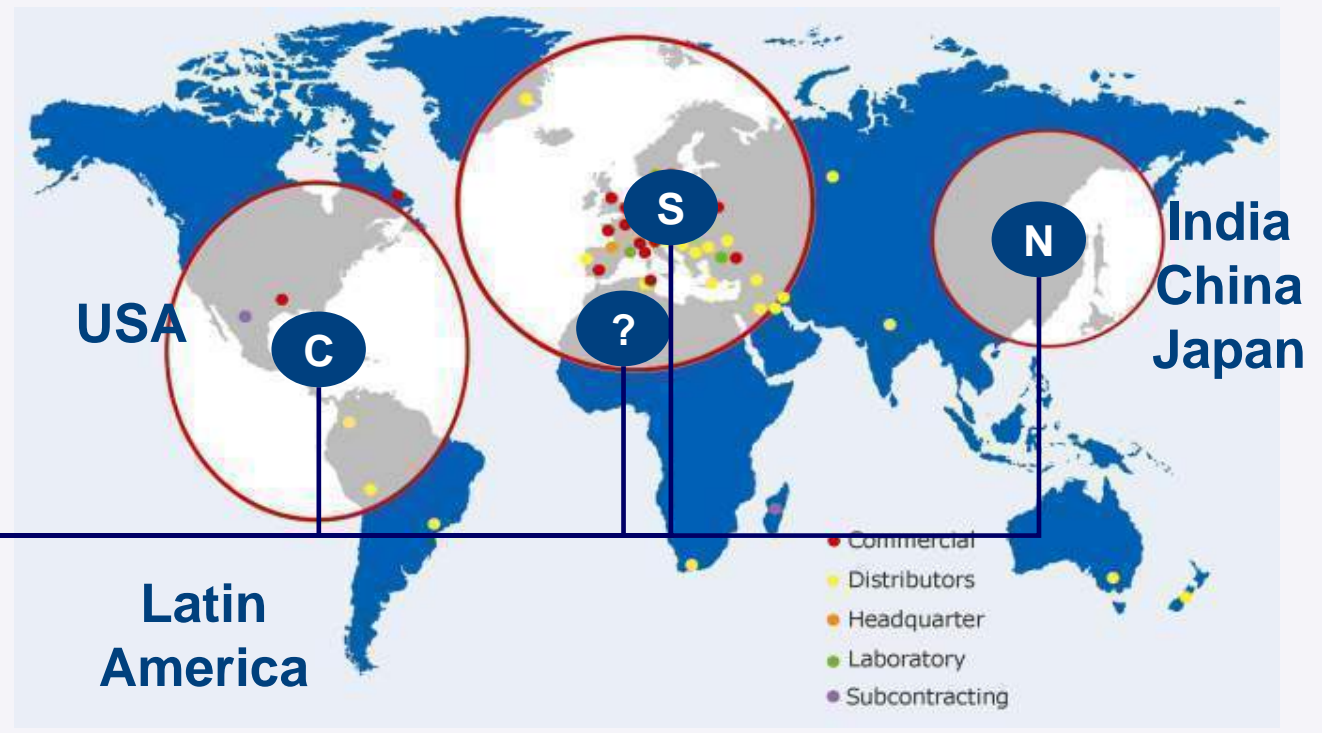 S
India
China
Japan
N
USA
?
C
Commercial
Distributors
Latin
America
Headquarter
Laboratory
Subcontracting